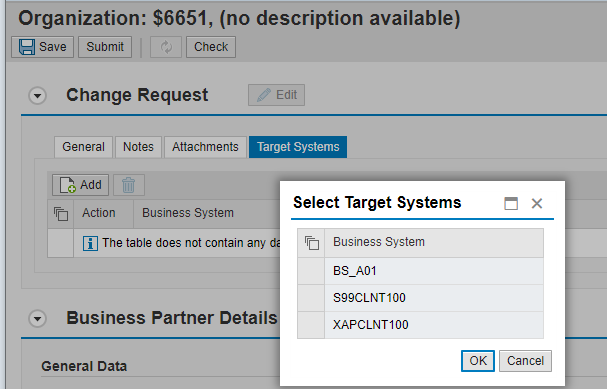 Organization: $6651, (no description available)
Save Submit Check
Change Request Edit
General Notes Attachments Target Systems
Add
Action Business System
The table does not contain any da
Select Target Systems
Business System
BS_A01
S99CLNT100
XAPCLNT100
OK Cancel
Business Partner Details
General Data